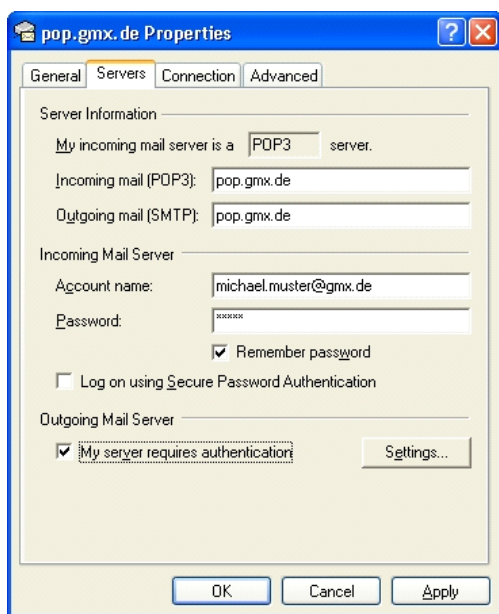 pop.gmx.de Properties
General Servers Connection Advanced
Server Information
My incoming mail server is a POP3 server.
Incoming mail (POP3): pop.gmx.de
Outgoing mail (SMTP): pop.gmx.de
Incoming Mail Server
Account name: michael.muster@gmx.de
Password: xxxxx
Remember password
Log on using Secure Password Authentication
Outgoing Mail Server
My server requires authentication Settings...
OK Cancel Apply